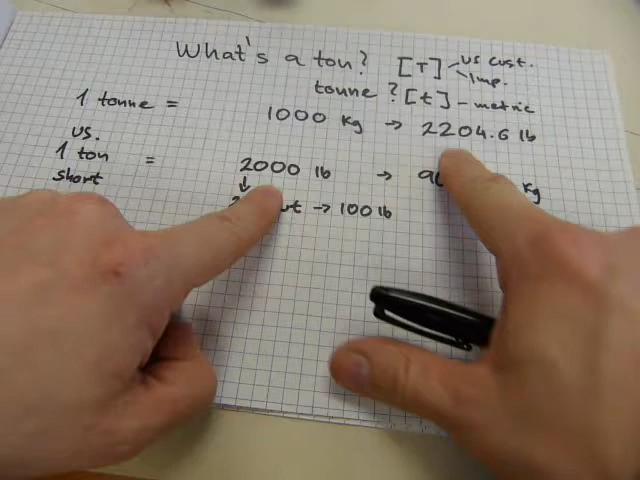 What's a ton? [T] US cust.
Imp.
tonne ? [t] - metric
1 tonne = 1000 kg → 2204.6 lb
US.
1 ton = 2000 lb → kg
short
→ 100 lb